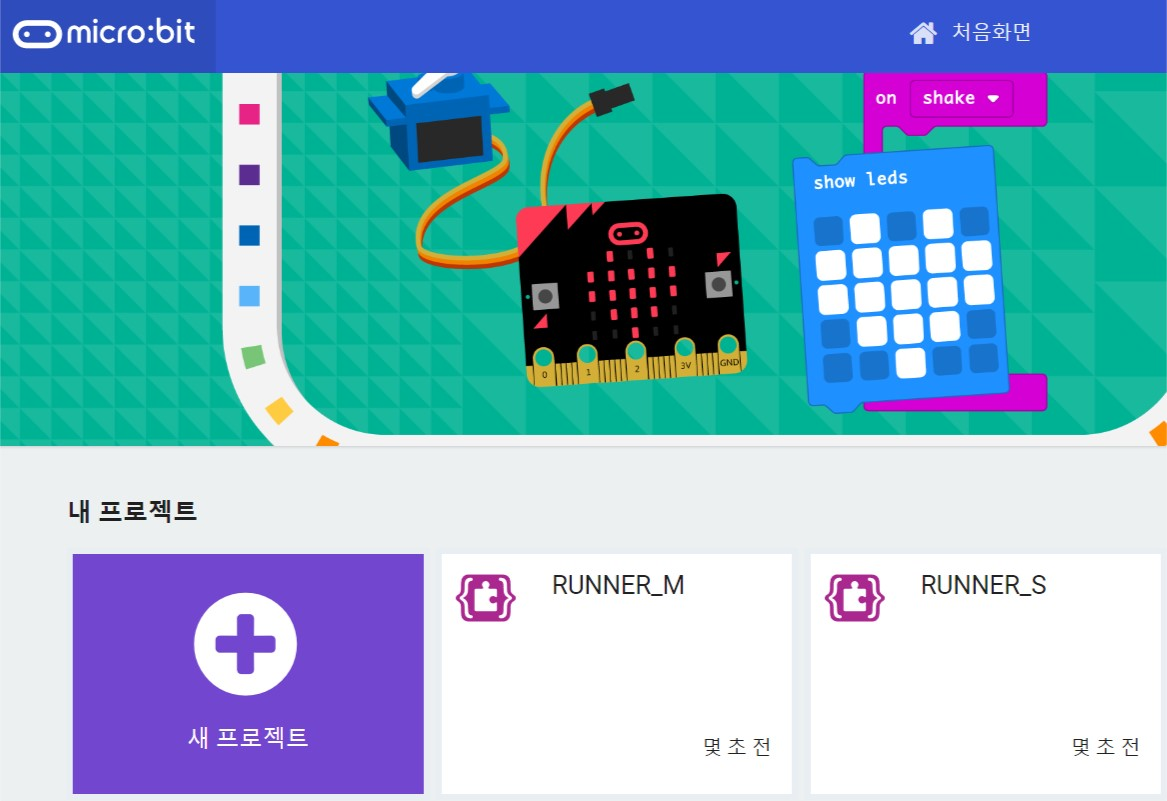 micro:bit
처음화면
on shake
show leds
0 1 2 3V GND
내 프로젝트
새 프로젝트
RUNNER_M
몇 초 전
RUNNER_S
몇 초 전